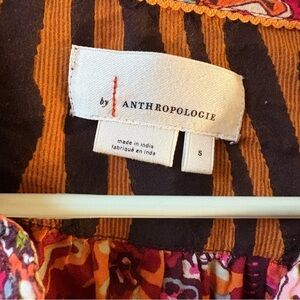 by ANTHROPOLOGIE
made in india
fabriqué en inde
S